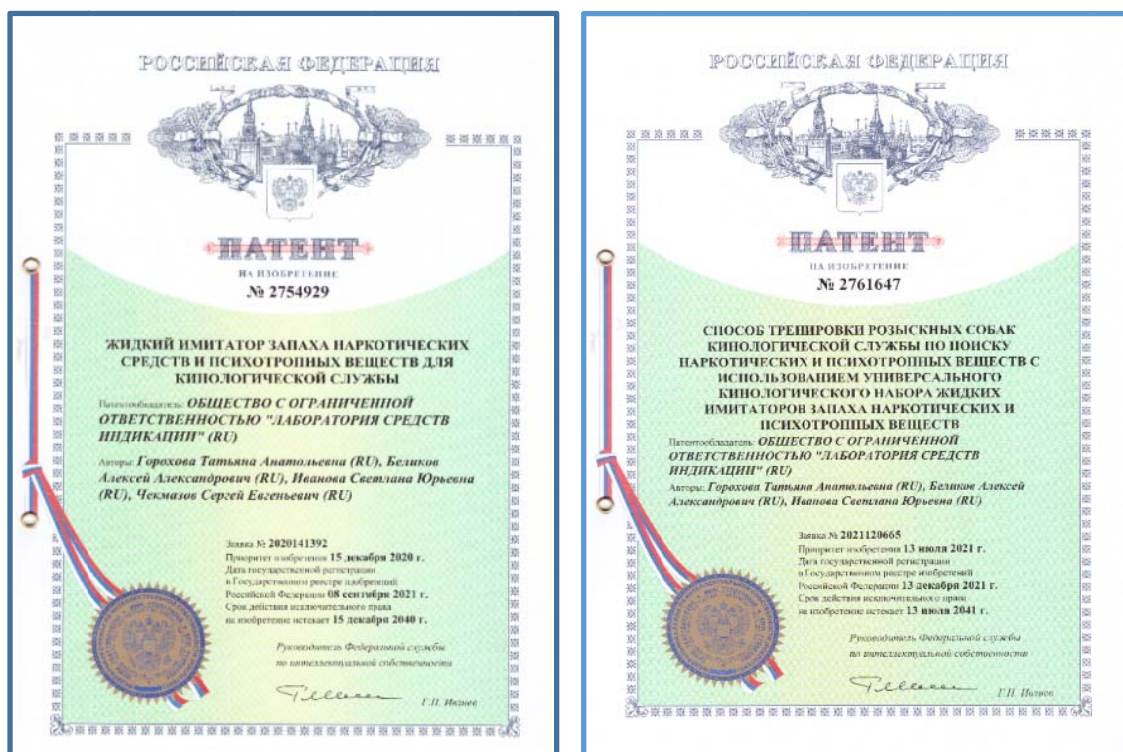 РОССИЙСКАЯ ФЕДЕРАЦИЯ
ПАТЕНТ
НА ИЗОБРЕТЕНИЕ
№ 2754929
ЖИДКИЙ ИМИТАТОР ЗАПАХА НАРКОТИЧЕСКИХ
СРЕДСТВ И ПСИХОТРОПНЫХ ВЕЩЕСТВ ДЛЯ
КИНОЛОГИЧЕСКОЙ СЛУЖБЫ
Патентообладатель: ОБЩЕСТВО С ОГРАНИЧЕННОЙ
ОТВЕТСТВЕННОСТЬЮ "ЛАБОРАТОРИЯ СРЕДСТВ
ИНДИКАЦИИ" (RU)
Авторы: Горохова Татьяна Анатольевна (RU), Беликов
Алексей Александрович (RU), Иванова Светлана Юрьевна
(RU), Чекмазов Сергей Евгеньевич (RU)
Заявка № 2020141392
Приоритет изобретения 15 декабря 2020 г.
Дата государственной регистрации
в Государственном реестре изобретений
Российской Федерации 08 сентября 2021 г.
Срок действия исключительного права
на изобретение истекает 15 декабря 2040 г.
Руководитель Федеральной службы
по интеллектуальной собственности
Г.П. Ивлиев
РОССИЙСКАЯ ФЕДЕРАЦИЯ
ПАТЕНТ
НА ИЗОБРЕТЕНИЕ
№ 2761647
СПОСОБ ТРЕНИРОВКИ РОЗЫСКНЫХ СОБАК
КИНОЛОГИЧЕСКОЙ СЛУЖБЫ ПО ПОИСКУ
НАРКОТИЧЕСКИХ И ПСИХОТРОПНЫХ ВЕЩЕСТВ С
ИСПОЛЬЗОВАНИЕМ УНИВЕРСАЛЬНОГО
КИНОЛОГИЧЕСКОГО НАБОРА ЖИДКИХ
ИМИТАТОРОВ ЗАПАХА НАРКОТИЧЕСКИХ И
ПСИХОТРОПНЫХ ВЕЩЕСТВ
Патентообладатель: ОБЩЕСТВО С ОГРАНИЧЕННОЙ
ОТВЕТСТВЕННОСТЬЮ "ЛАБОРАТОРИЯ СРЕДСТВ
ИНДИКАЦИИ" (RU)
Авторы: Горохова Татьяна Анатольевна (RU), Беликов Алексей
Александрович (RU), Иванова Светлана Юрьевна (RU)
Заявка № 2021120665
Приоритет изобретения 13 июля 2021 г.
Дата государственной регистрации
в Государственном реестре изобретений
Российской Федерации 13 декабря 2021 г.
Срок действия исключительного права
на изобретение истекает 13 июля 2041 г.
Руководитель Федеральной службы
по интеллектуальной собственности
Г.П. Ивлиев